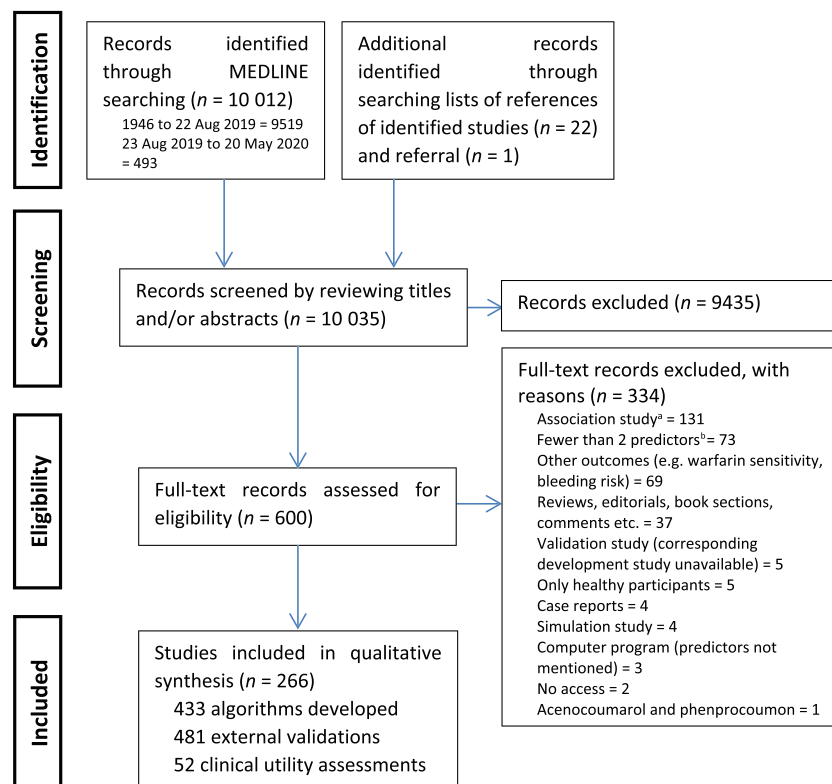 Identification
Records identified
through MEDLINE
searching (n = 10 012)
1946 to 22 Aug 2019 = 9519
23 Aug 2019 to 20 May 2020
= 493
Additional records
identified through
searching lists of references
of identified studies (n = 22)
and referral (n = 1)
Screening
Records screened by reviewing titles
and/or abstracts (n = 10 035)
Records excluded (n = 9435)
Eligibility
Full-text records assessed for
eligibility (n = 600)
Full-text records excluded, with
reasons (n = 334)
Association studyᵃ = 131
Fewer than 2 predictorsᵇ = 73
Other outcomes (e.g. warfarin sensitivity,
bleeding risk) = 69
Reviews, editorials, book sections,
comments etc. = 37
Validation study (corresponding
development study unavailable) = 5
Only healthy participants = 5
Case reports = 4
Simulation study = 4
Computer program (predictors not
mentioned) = 3
No access = 2
Acenocoumarol and phenprocoumon = 1
Included
Studies included in qualitative
synthesis (n = 266)
433 algorithms developed
481 external validations
52 clinical utility assessments